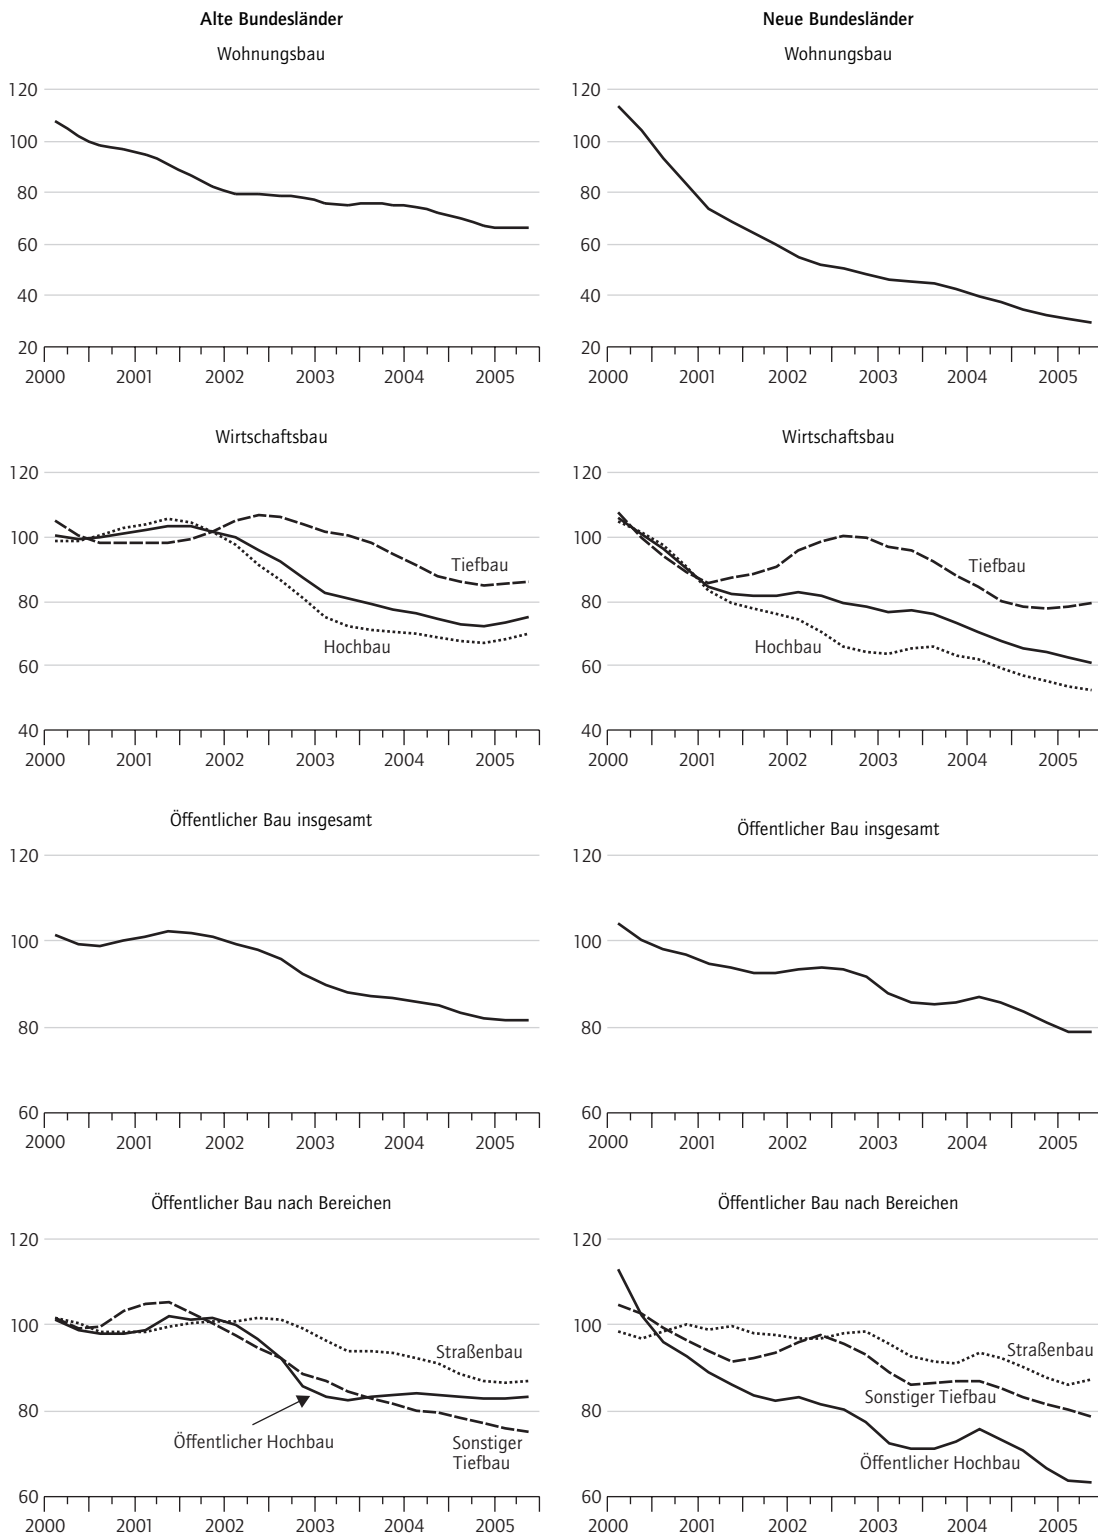 Alte Bundesländer
Wohnungsbau
120
100
80
60
40
20
2000 2001 2002 2003 2004 2005
Neue Bundesländer
Wohnungsbau
120
100
80
60
40
20
2000 2001 2002 2003 2004 2005
Wirtschaftsbau
120
100
80
60
40
Tiefbau
Hochbau
2000 2001 2002 2003 2004 2005
Wirtschaftsbau
120
100
80
60
40
Tiefbau
Hochbau
2000 2001 2002 2003 2004 2005
Öffentlicher Bau insgesamt
120
100
80
60
2000 2001 2002 2003 2004 2005
Öffentlicher Bau insgesamt
120
100
80
60
2000 2001 2002 2003 2004 2005
Öffentlicher Bau nach Bereichen
120
100
80
60
Straßenbau
Öffentlicher Hochbau
Sonstiger
Tiefbau
2000 2001 2002 2003 2004 2005
Öffentlicher Bau nach Bereichen
120
100
80
60
Straßenbau
Sonstiger Tiefbau
Öffentlicher Hochbau
2000 2001 2002 2003 2004 2005